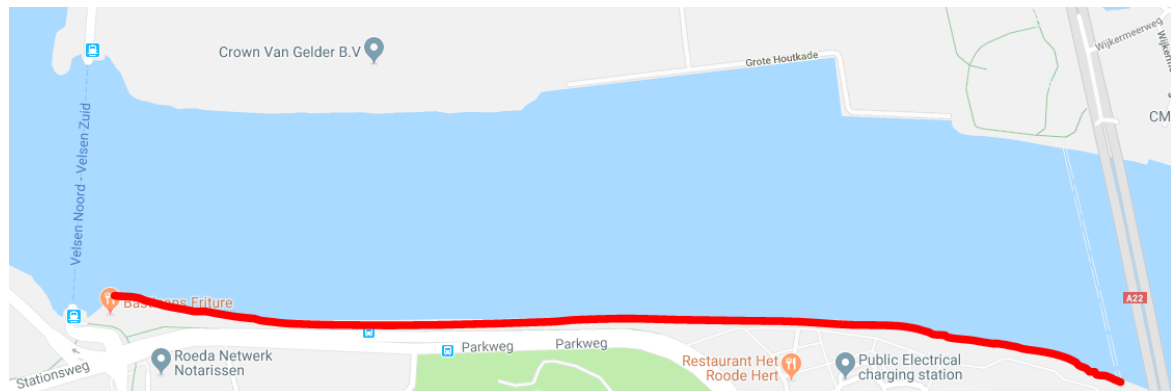 Crown Van Gelder B.V
Grote Houtkade
Wijkermeerweg
CM
Velsen Noord - Velsen Zuid
A22
Friture
Parkweg
Parkweg
Stationsweg
Roeda Netwerk
Notarissen
Restaurant Het
Roode Hert
Public Electrical
charging station